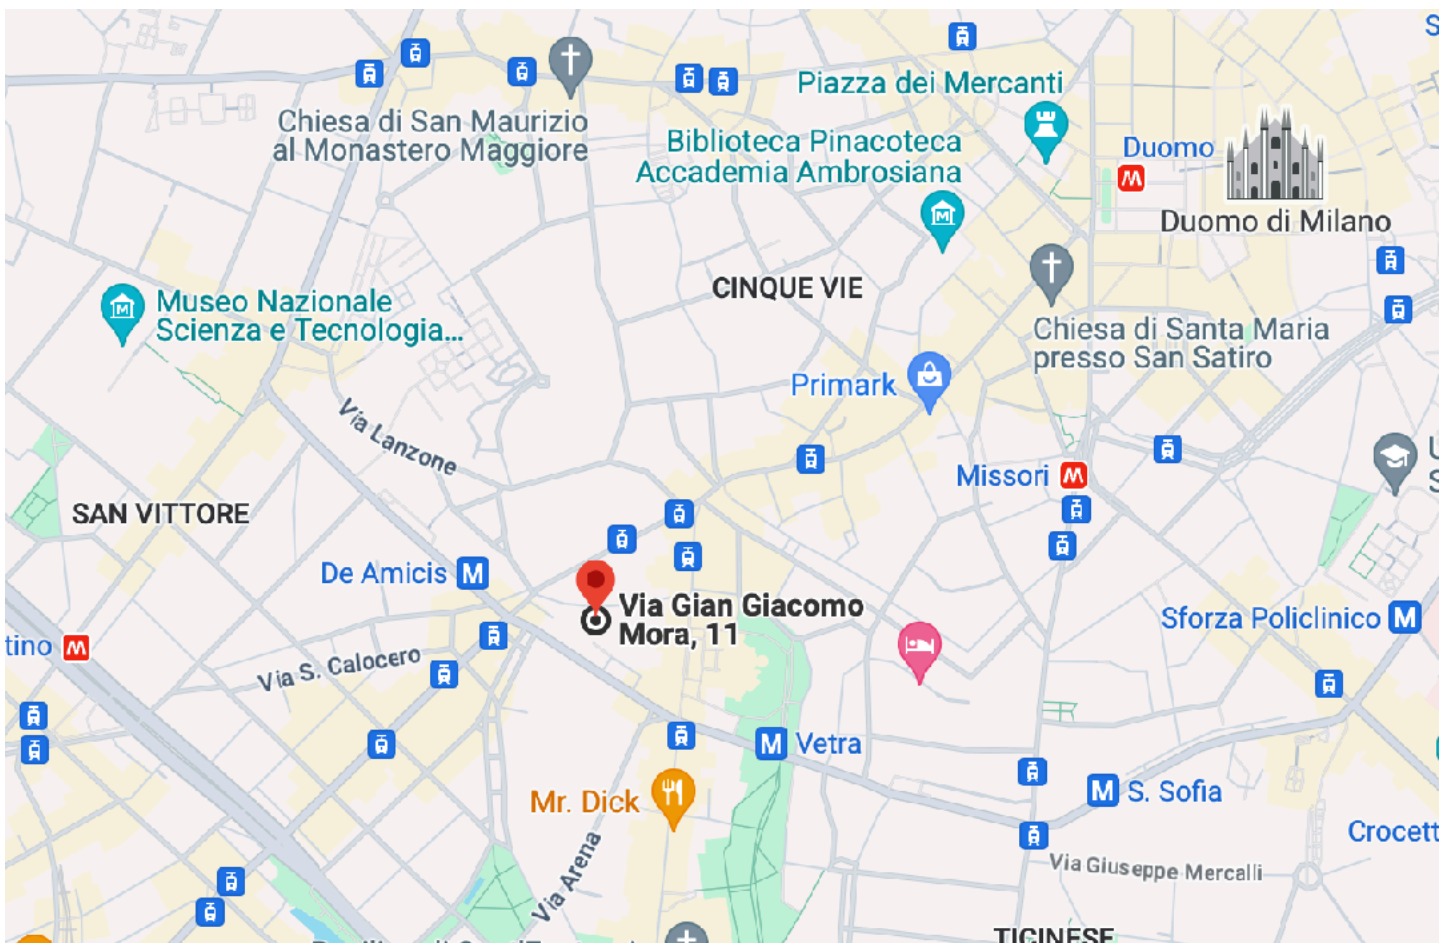 S
Piazza dei Mercanti
Chiesa di San Maurizio
al Monastero Maggiore
Biblioteca Pinacoteca
Accademia Ambrosiana
Duomo
M
Duomo di Milano
M
CINQUE VIE
M
Museo Nazionale
Scienza e Tecnologia...
Chiesa di Santa Maria
presso San Satiro
Primark
Via Lanzone
U
S
Missori M
SAN VITTORE
De Amicis M
Via Gian Giacomo
Mora, 11
Sforza Policlinico M
tino M
Via S. Calocero
M Vetra
M S. Sofia
Mr. Dick
Crocett
Via Arena
Via Giuseppe Mercalli
TICINESE